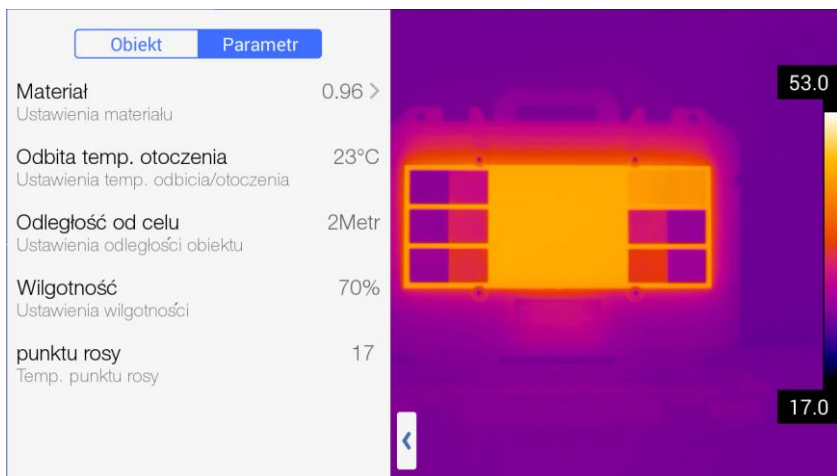 Obiekt Parametr
Materiał 0.96 >
Ustawienia materiału
Odbita temp. otoczenia 23°C
Ustawienia temp. odbicia/otoczenia
Odległość od celu 2Metr
Ustawienia odległości obiektu
Wilgotność 70%
Ustawienia wilgotności
punktu rosy 17
Temp. punktu rosy
53.0
17.0